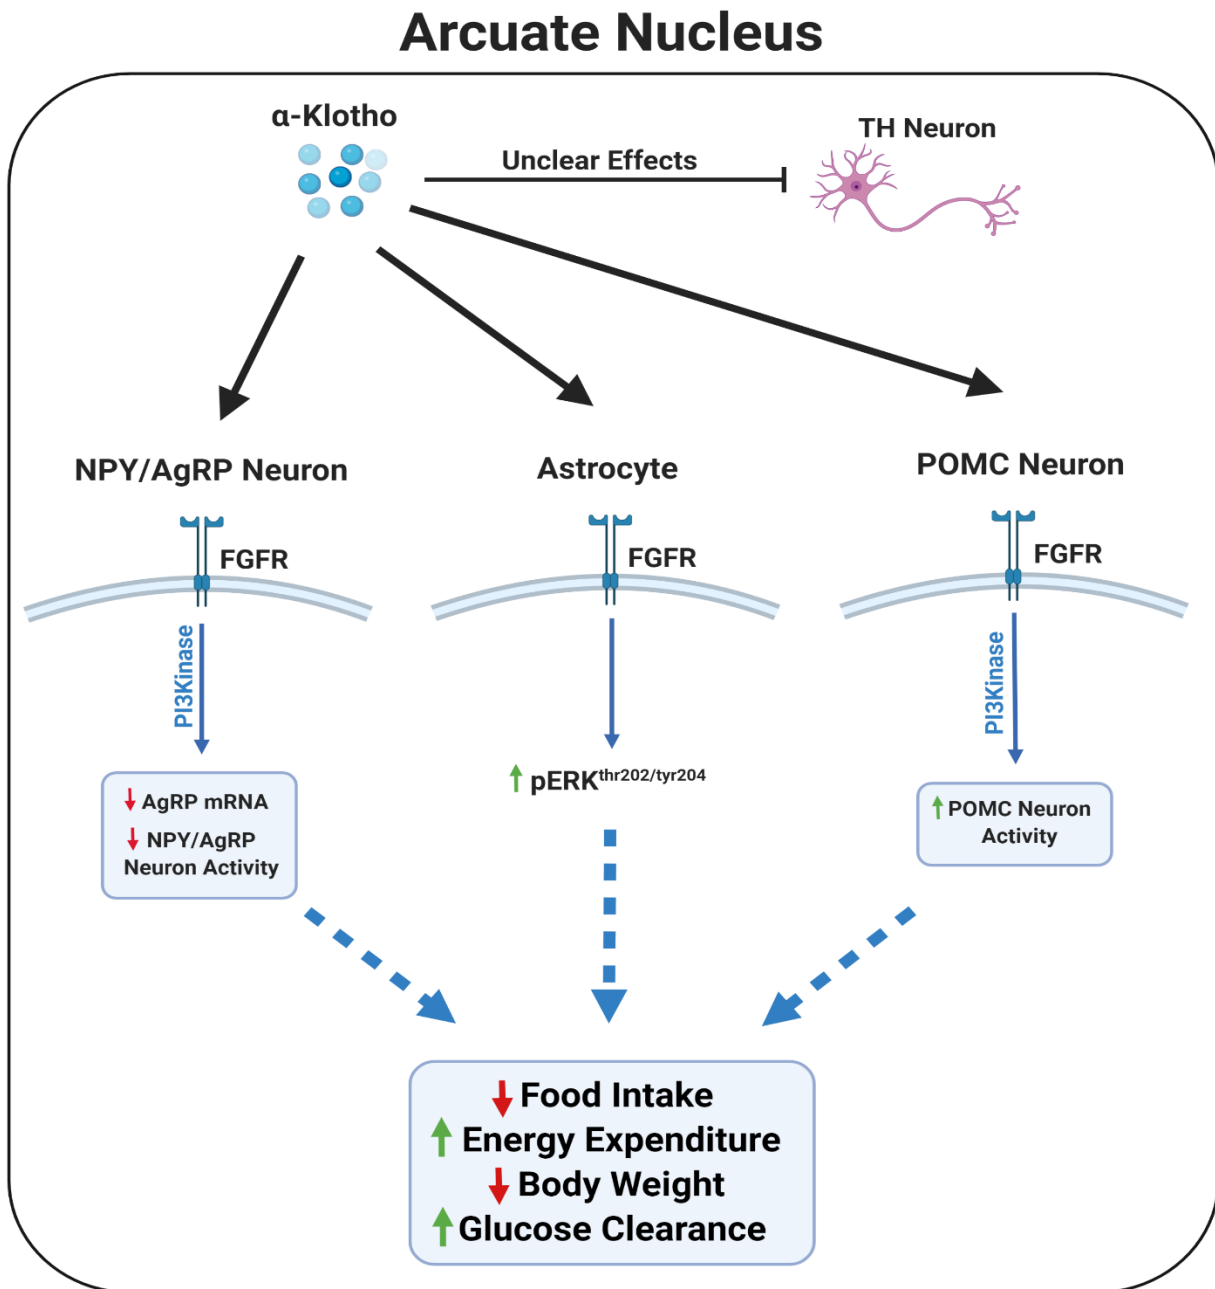 Arcuate Nucleus
α-Klotho
Unclear Effects
TH Neuron
NPY/AgRP Neuron
Astrocyte
POMC Neuron
FGFR
FGFR
FGFR
PI3Kinase
PI3Kinase
AgRP mRNA
NPY/AgRP
Neuron Activity
pERKthr202/tyr204
POMC Neuron
Activity
Food Intake
Energy Expenditure
Body Weight
Glucose Clearance